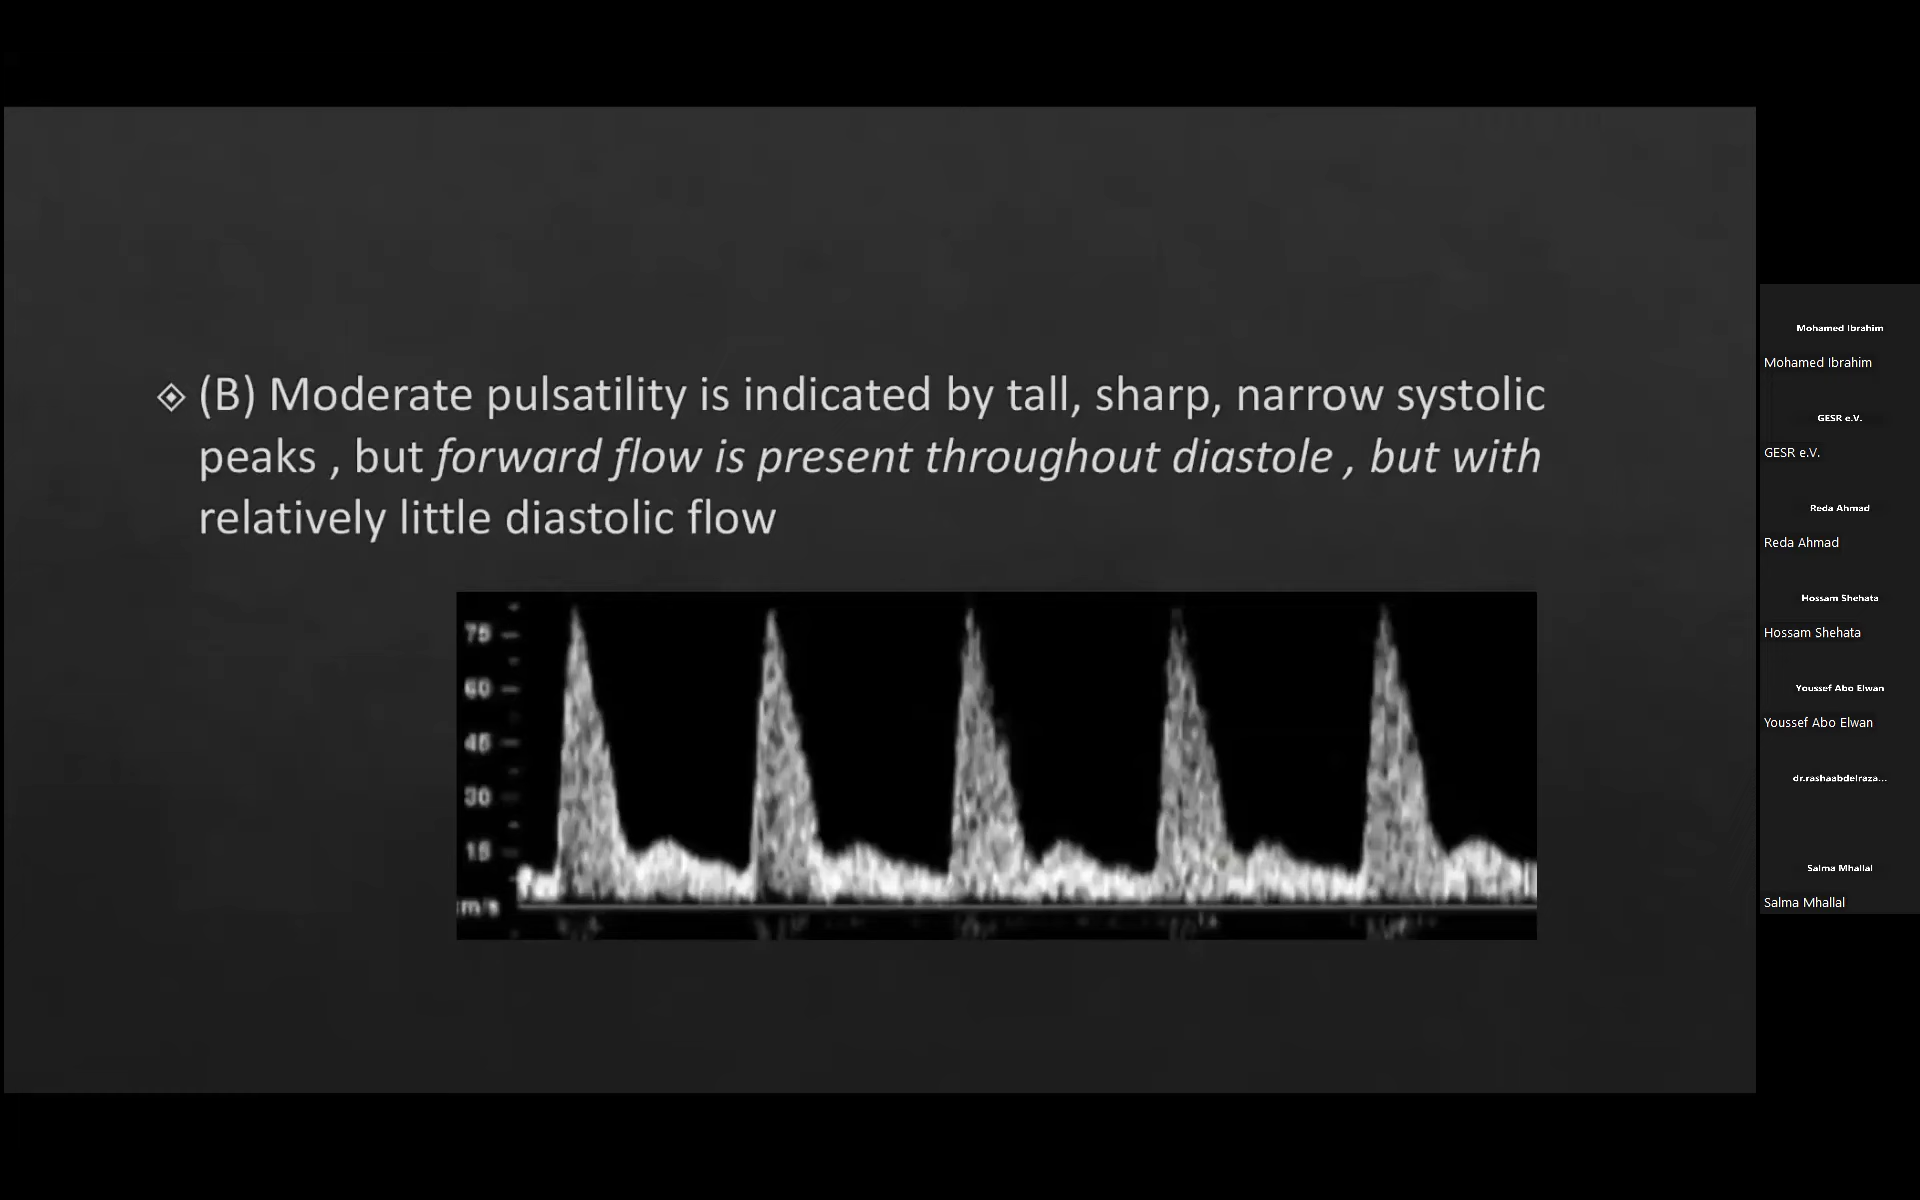 (B) Moderate pulsatility is indicated by tall, sharp, narrow systolic
peaks , but forward flow is present throughout diastole , but with
relatively little diastolic flow
75
60
45
30
15
m/s
Mohamed Ibrahim
Mohamed Ibrahim
GESR e.V.
GESR e.V.
Reda Ahmad
Reda Ahmad
Hossam Shehata
Hossam Shehata
Youssef Abo Elwan
Youssef Abo Elwan
dr.rashaabdelraza...
Salma Mhallal
Salma Mhallal